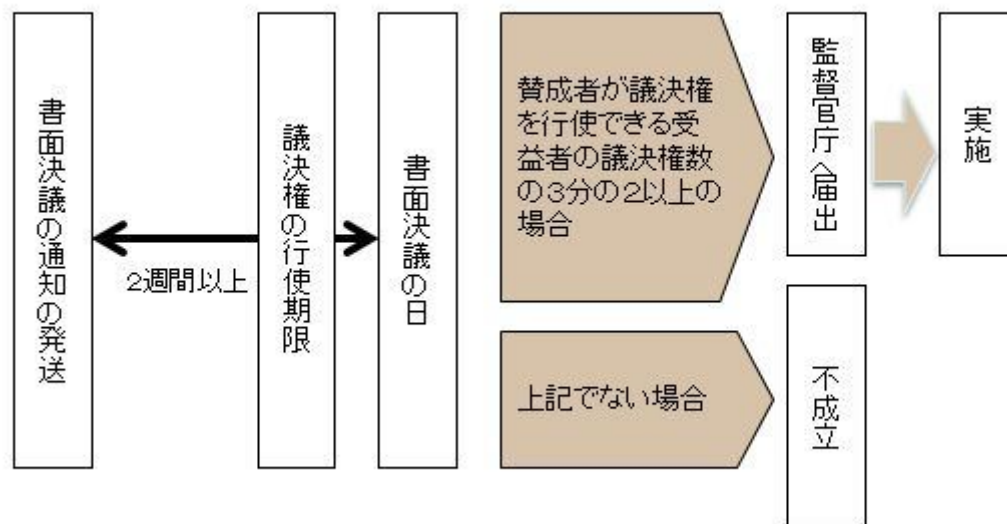 書面決議の通知の発送
2週間以上
議決権の行使期限
書面決議の日
賛成者が議決権
を行使できる受
益者の議決権数
の3分の2以上の
場合
監督官庁へ届出
実施
上記でない場合
不成立